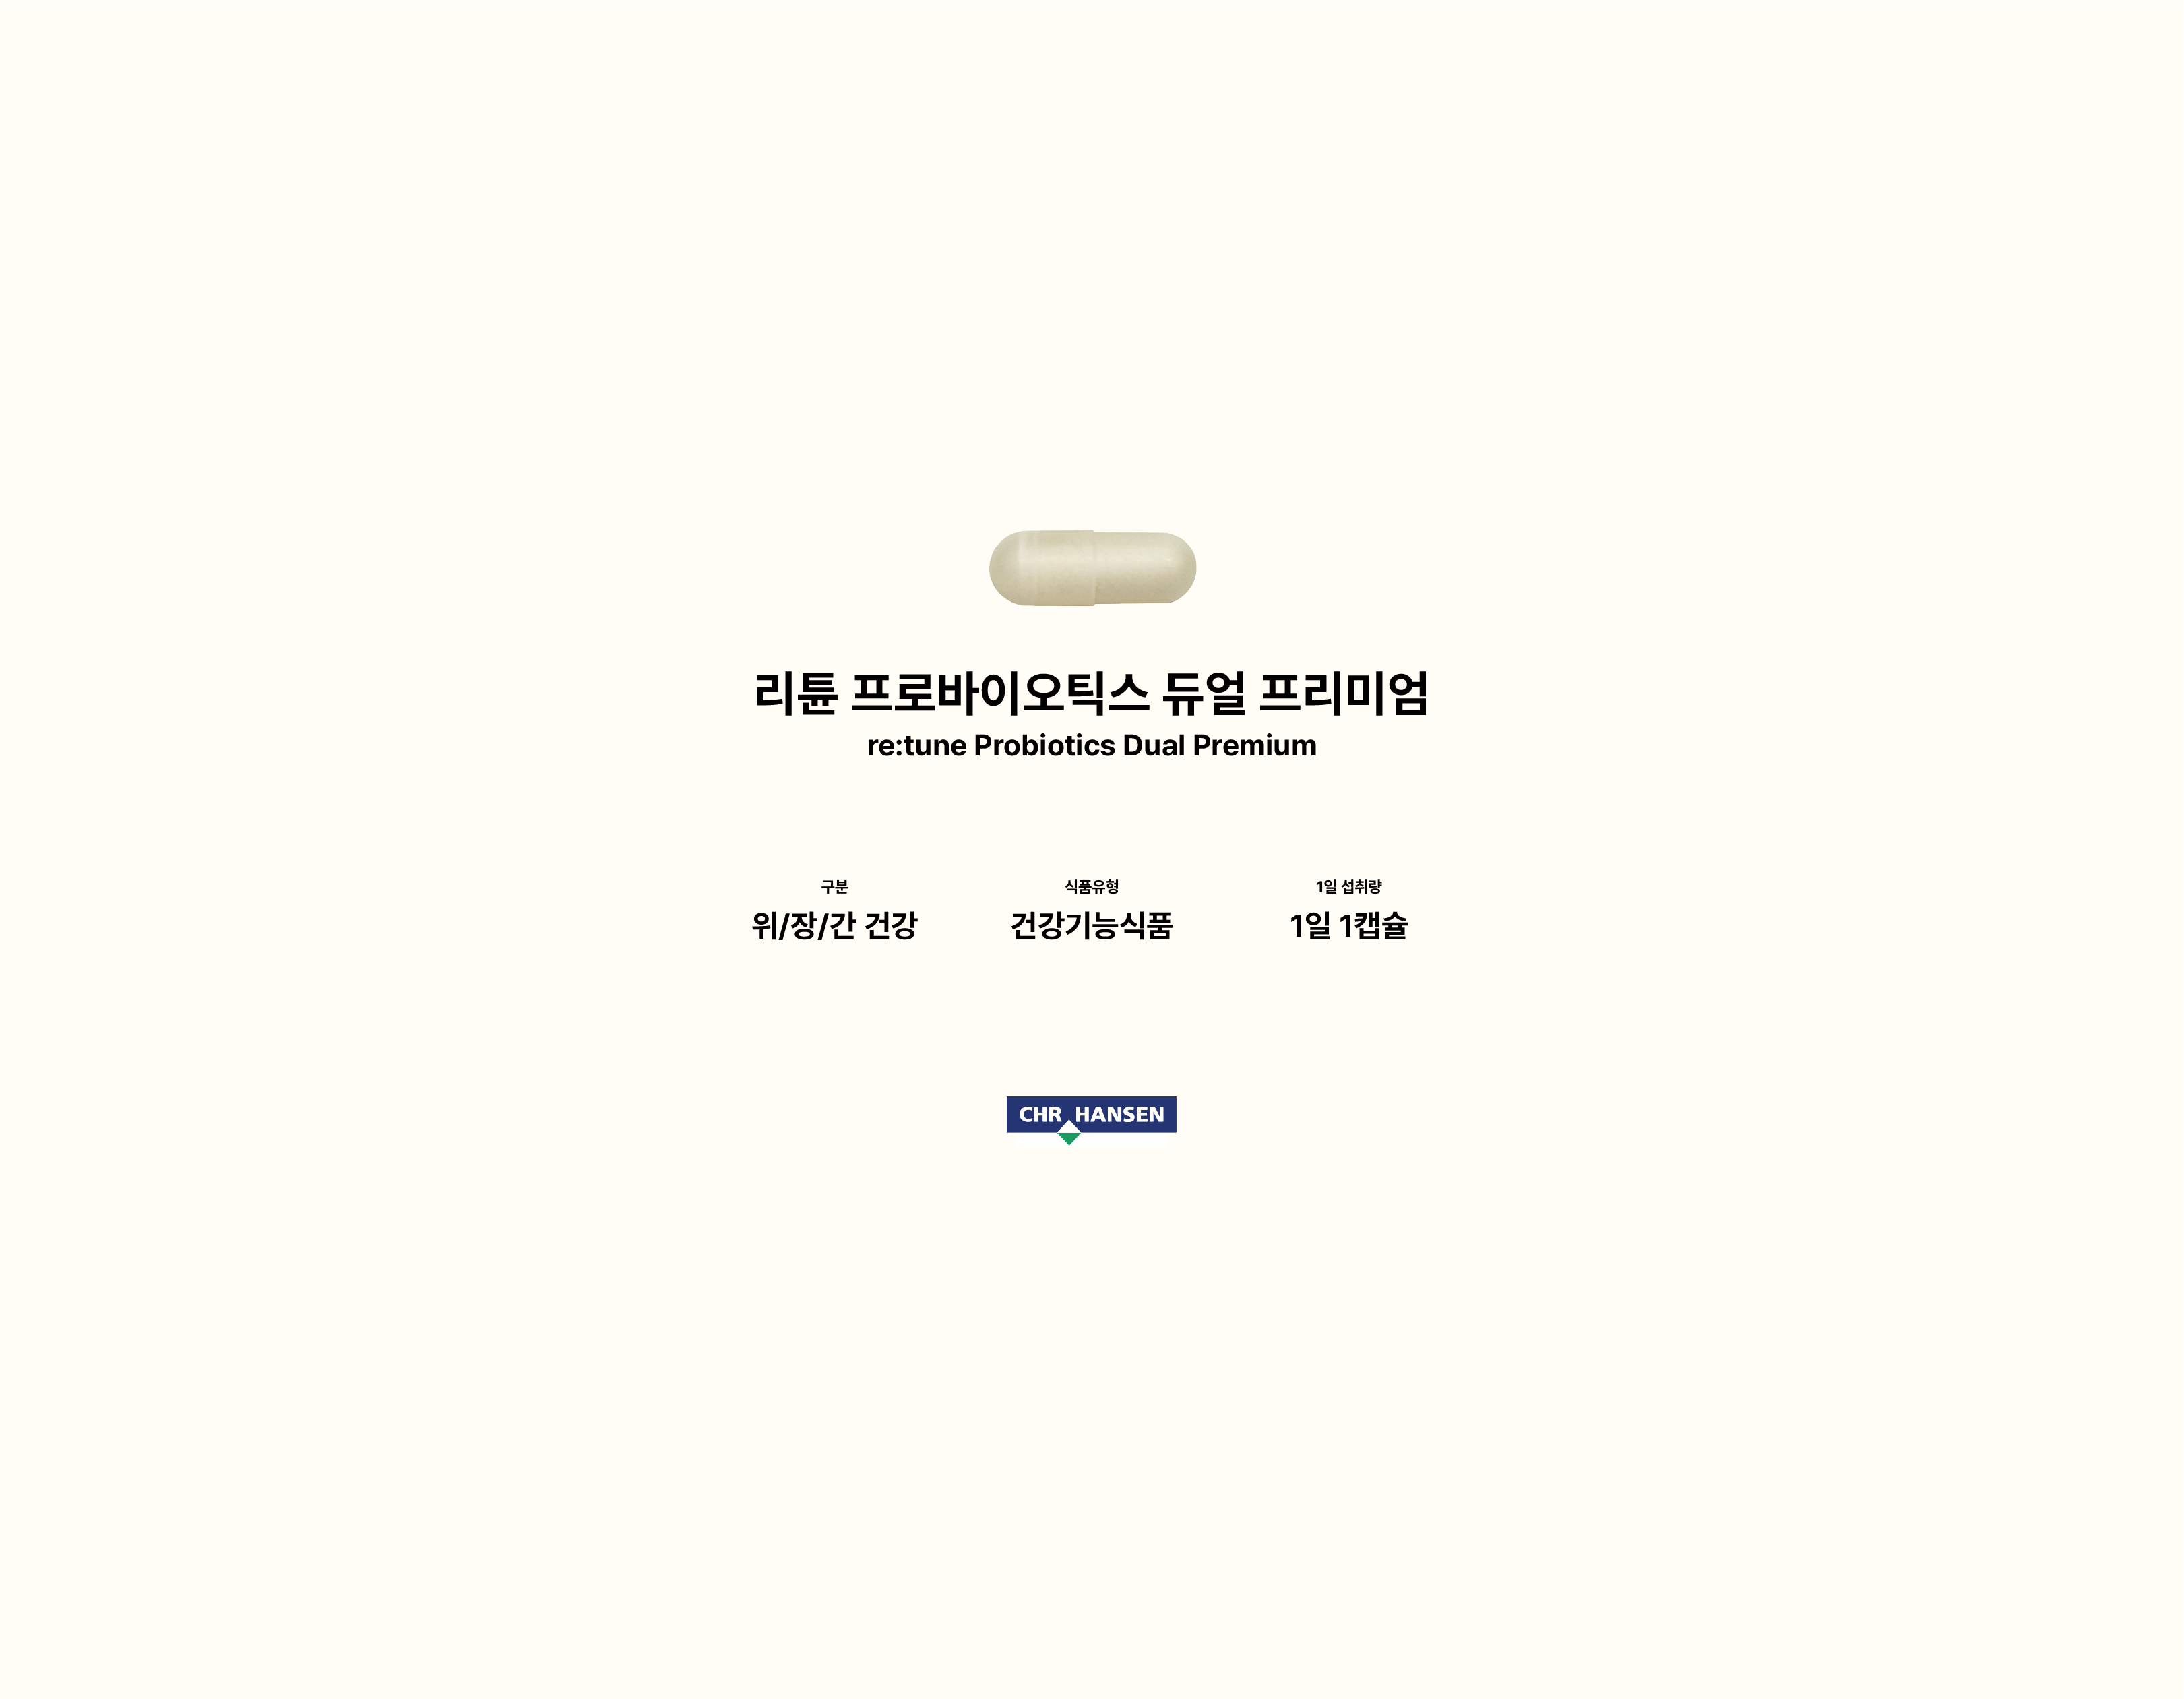 리튠 프로바이오틱스 듀얼 프리미엄
re:tune Probiotics Dual Premium
구분
위/장/간 건강
식품유형
건강기능식품
1일 섭취량
1일 1캡슐
CHR HANSEN